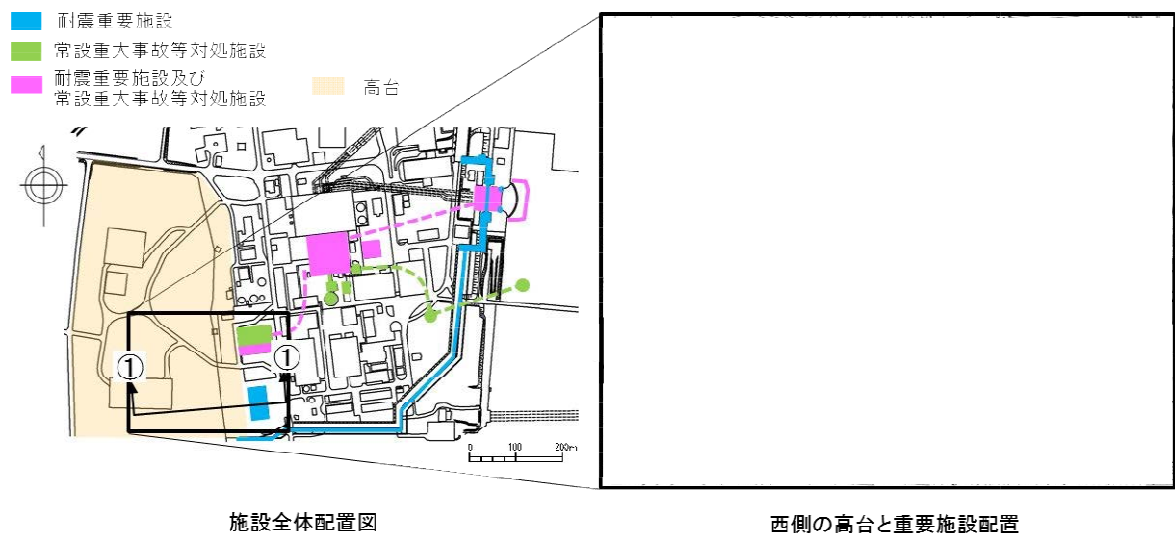 耐震重要施設
常設重大事故等対処施設
耐震重要施設及び
常設重大事故等対処施設
高台
①
①
0 100 200m
施設全体配置図
西側の高台と重要施設配置